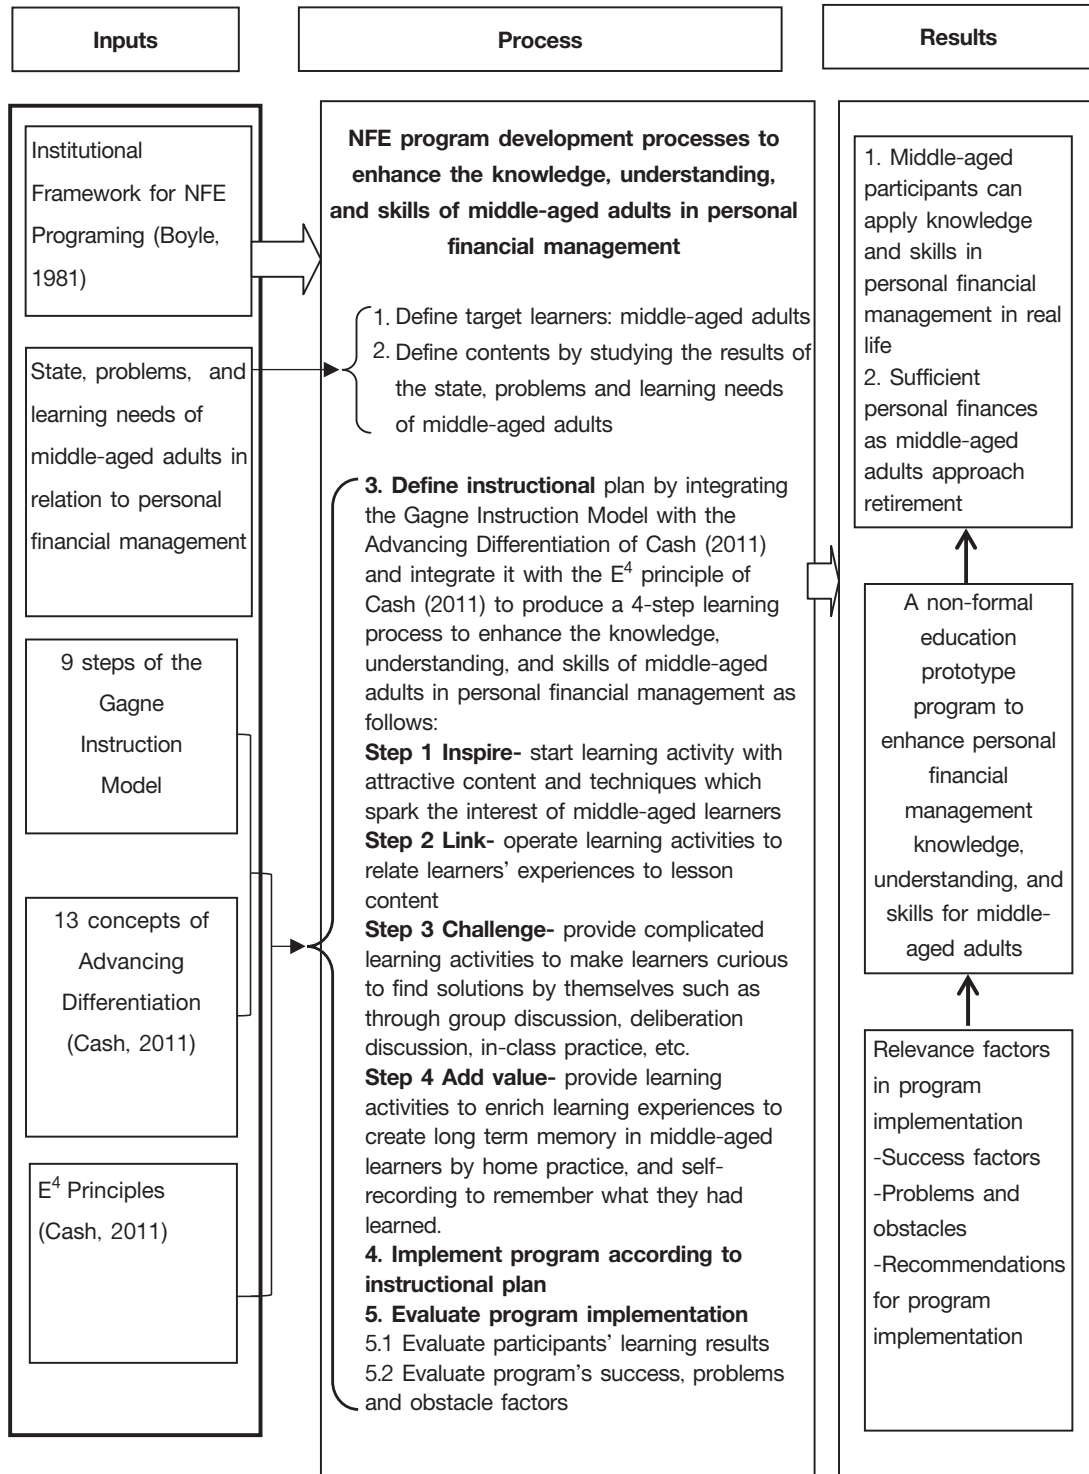 Inputs
Process
Results
Institutional
Framework for NFE
Programing (Boyle,
1981)
State, problems, and
learning needs of
middle-aged adults in
relation to personal
financial management
9 steps of the
Gagne
Instruction
Model
13 concepts of
Advancing
Differentiation
(Cash, 2011)
E⁴ Principles
(Cash, 2011)
NFE program development processes to
enhance the knowledge, understanding,
and skills of middle-aged adults in personal
financial management
1. Define target learners: middle-aged adults
2. Define contents by studying the results of
the state, problems and learning needs
of middle-aged adults
3. Define instructional plan by integrating
the Gagne Instruction Model with the
Advancing Differentiation of Cash (2011)
and integrate it with the E⁴ principle of
Cash (2011) to produce a 4-step learning
process to enhance the knowledge,
understanding, and skills of middle-aged
adults in personal financial management as
follows:
Step 1 Inspire- start learning activity with
attractive content and techniques which
spark the interest of middle-aged learners
Step 2 Link- operate learning activities to
relate learners’ experiences to lesson
content
Step 3 Challenge- provide complicated
learning activities to make learners curious
to find solutions by themselves such as
through group discussion, deliberation
discussion, in-class practice, etc.
Step 4 Add value- provide learning
activities to enrich learning experiences to
create long term memory in middle-aged
learners by home practice, and self-
recording to remember what they had
learned.
4. Implement program according to
instructional plan
5. Evaluate program implementation
5.1 Evaluate participants’ learning results
5.2 Evaluate program’s success, problems
and obstacle factors
1. Middle-aged
participants can
apply knowledge
and skills in
personal financial
management in real
life
2. Sufficient
personal finances
as middle-aged
adults approach
retirement
A non-formal
education
prototype
program to
enhance personal
financial
management
knowledge,
understanding, and
skills for middle-
aged adults
Relevance factors
in program
implementation
-Success factors
-Problems and
obstacles
-Recommendations
for program
implementation